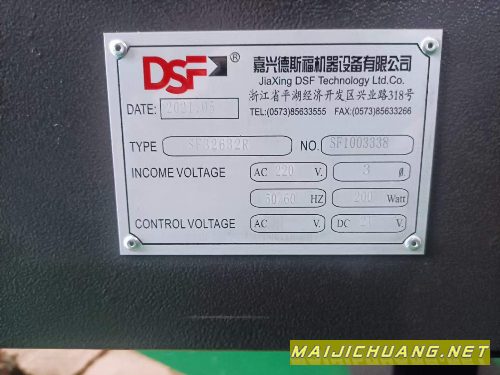 DSF ® 嘉兴德斯福机器设备有限公司
JiaXing DSF Technology Ltd.Co.
浙江省平湖经济开发区兴业路318号
DATE: 2021.05
TEL:(0573)85633555 FAX:(0573)85633266
TYPE SF32632R NO. SF1003338
INCOME VOLTAGE AC 220 V. 3 ø.
50.60 HZ 200 Watt
CONTROL VOLTAGE AC V. DC V
MAIJICHUANG.NET